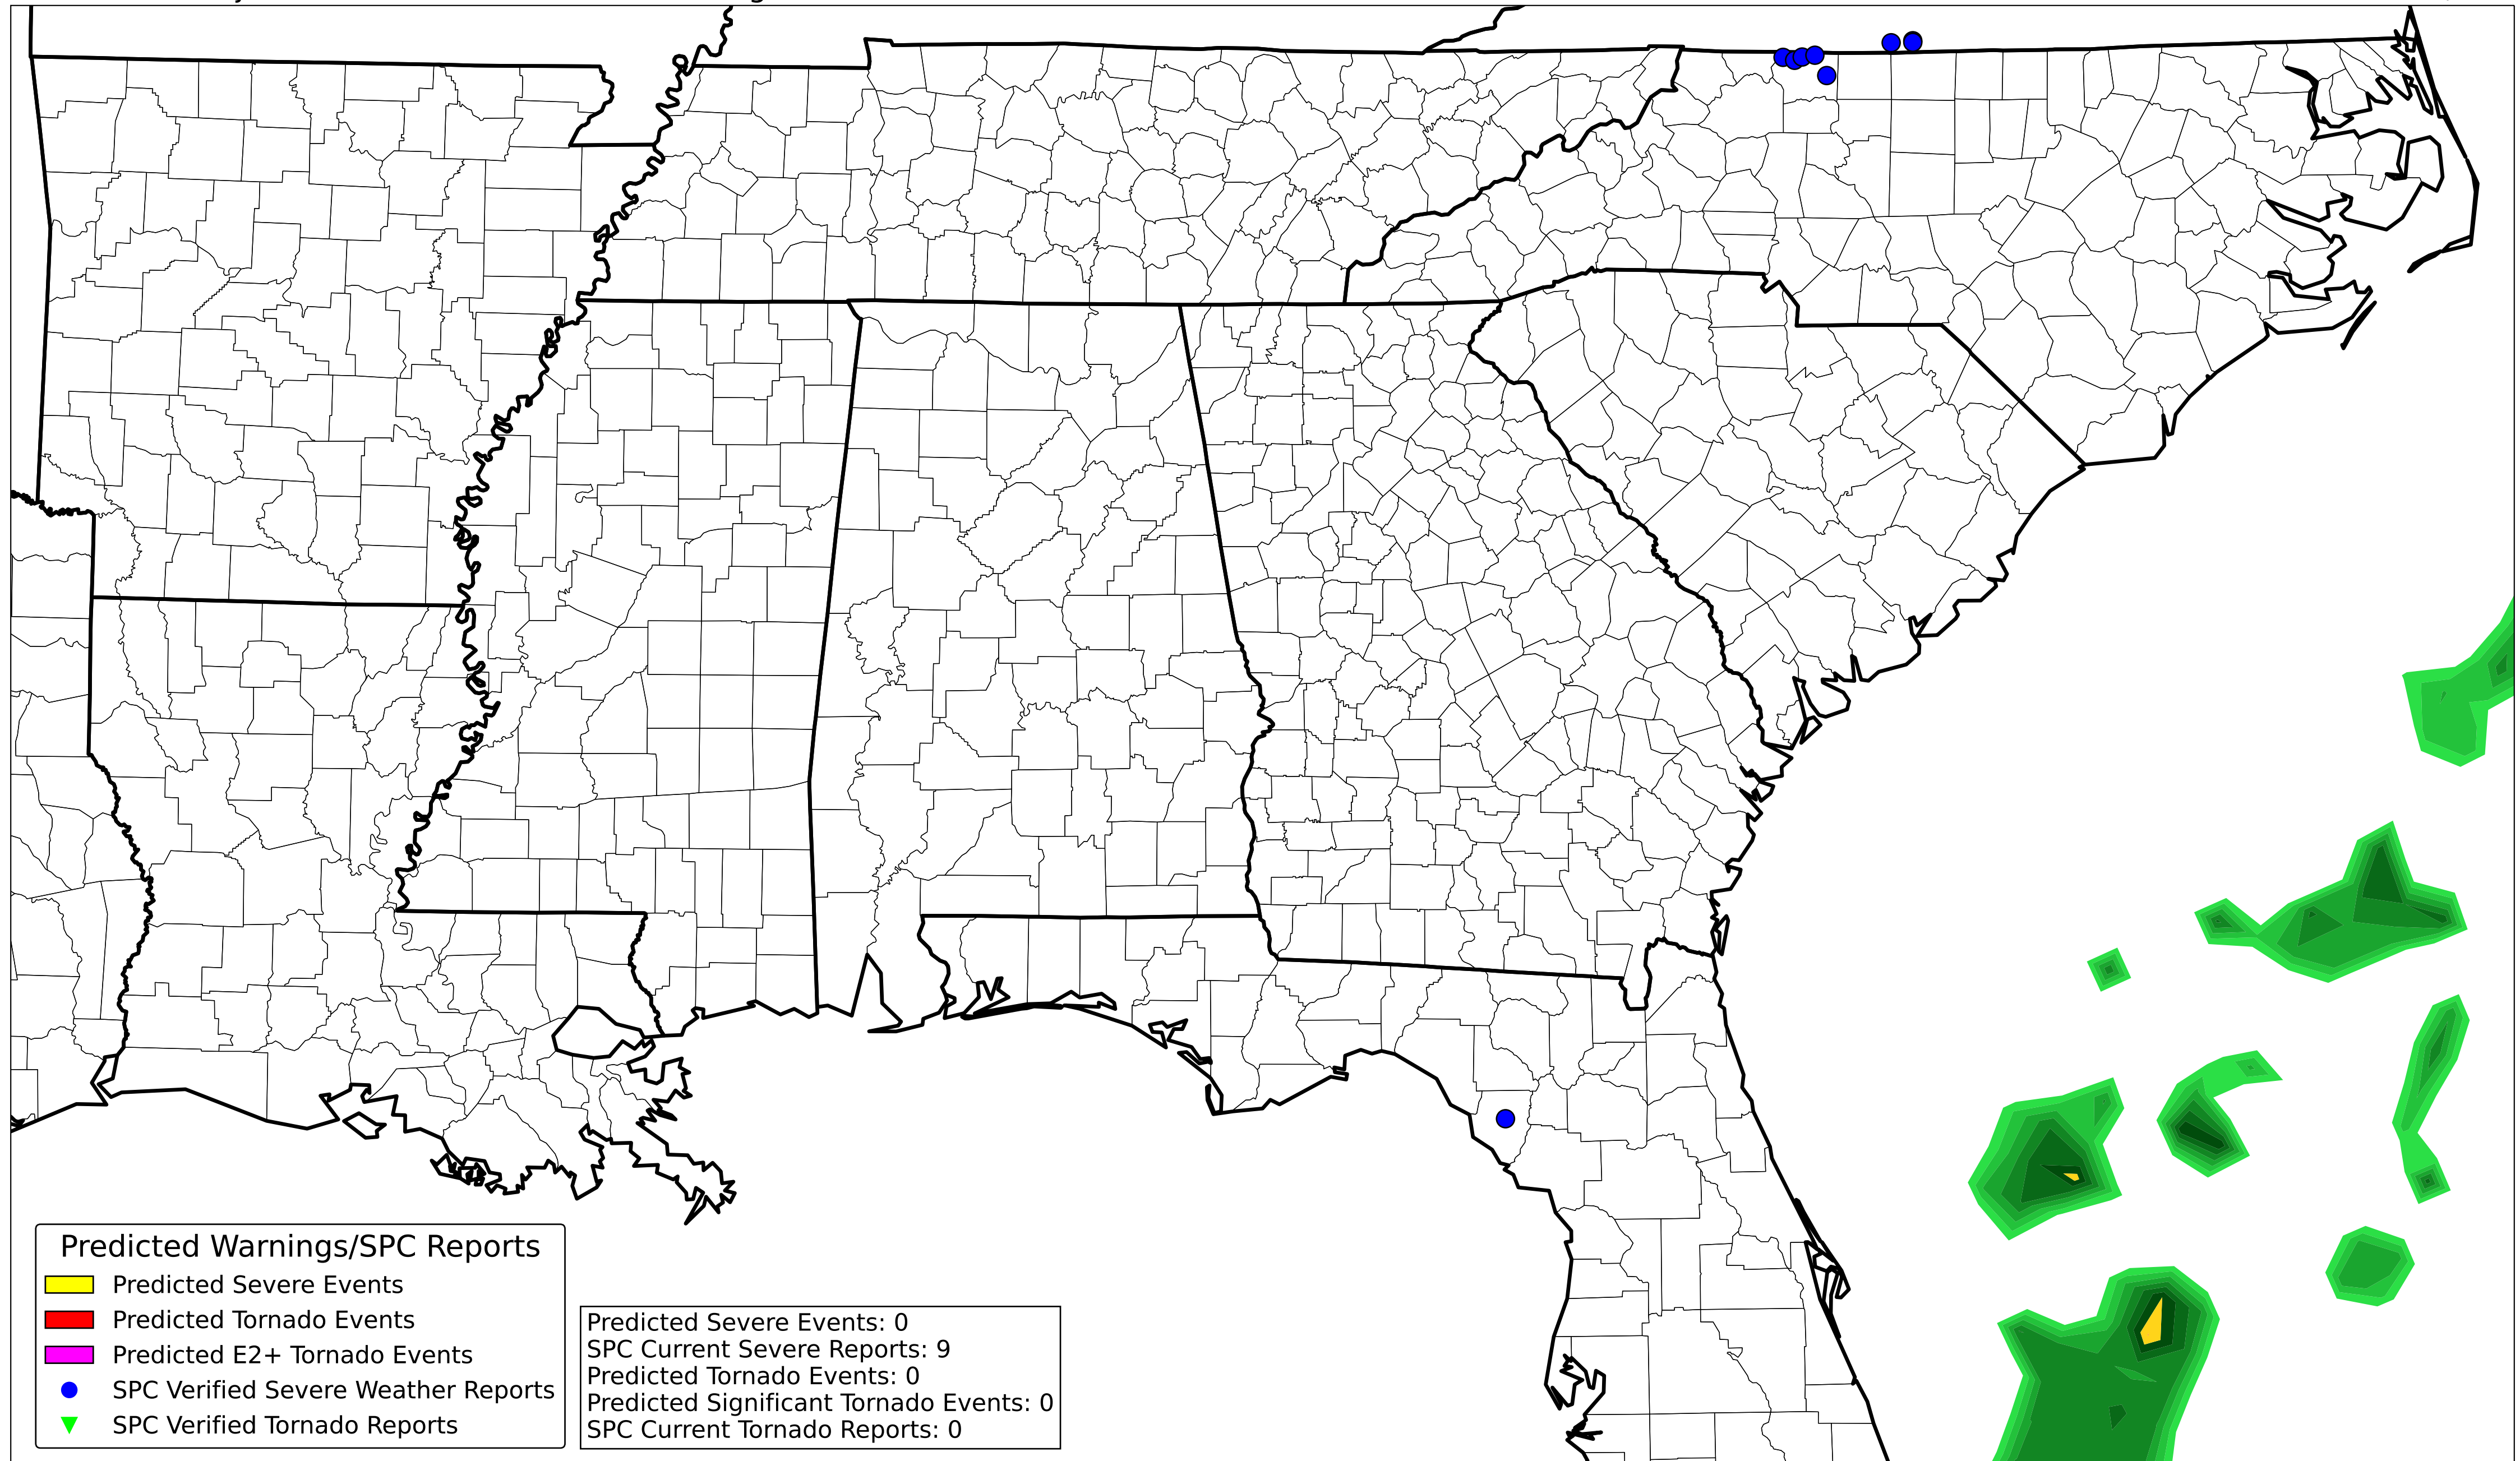 Predicted Warnings/SPC Reports
Predicted Severe Events
Predicted Tornado Events
Predicted E2+ Tornado Events
SPC Verified Severe Weather Reports
SPC Verified Tornado Reports
Predicted Severe Events: 0
SPC Current Severe Reports: 9
Predicted Tornado Events: 0
Predicted Significant Tornado Events: 0
SPC Current Tornado Reports: 0